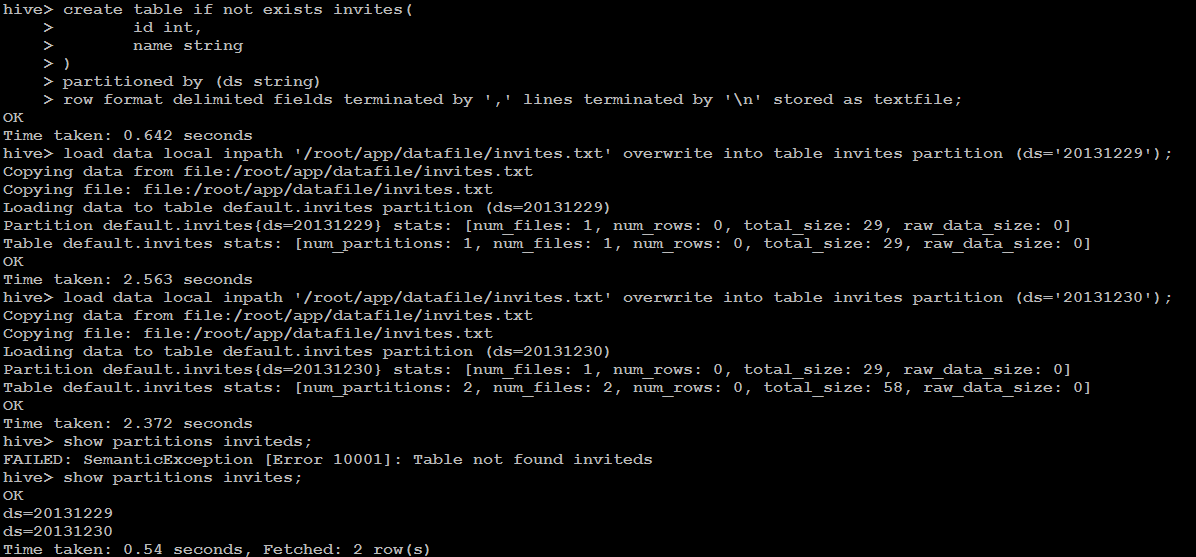 hive> create table if not exists invites(
    >        id int,
    >        name string
    > )
    > partitioned by (ds string)
    > row format delimited fields terminated by ',' lines terminated by '\n' stored as textfile;
OK
Time taken: 0.642 seconds
hive> load data local inpath '/root/app/datafile/invites.txt' overwrite into table invites partition (ds='20131229');
Copying data from file:/root/app/datafile/invites.txt
Copying file: file:/root/app/datafile/invites.txt
Loading data to table default.invites partition (ds=20131229)
Partition default.invites{ds=20131229} stats: [num_files: 1, num_rows: 0, total_size: 29, raw_data_size: 0]
Table default.invites stats: [num_partitions: 1, num_files: 1, num_rows: 0, total_size: 29, raw_data_size: 0]
OK
Time taken: 2.563 seconds
hive> load data local inpath '/root/app/datafile/invites.txt' overwrite into table invites partition (ds='20131230');
Copying data from file:/root/app/datafile/invites.txt
Copying file: file:/root/app/datafile/invites.txt
Loading data to table default.invites partition (ds=20131230)
Partition default.invites{ds=20131230} stats: [num_files: 1, num_rows: 0, total_size: 29, raw_data_size: 0]
Table default.invites stats: [num_partitions: 2, num_files: 2, num_rows: 0, total_size: 58, raw_data_size: 0]
OK
Time taken: 2.372 seconds
hive> show partitions inviteds;
FAILED: SemanticException [Error 10001]: Table not found inviteds
hive> show partitions invites;
OK
ds=20131229
ds=20131230
Time taken: 0.54 seconds, Fetched: 2 row(s)